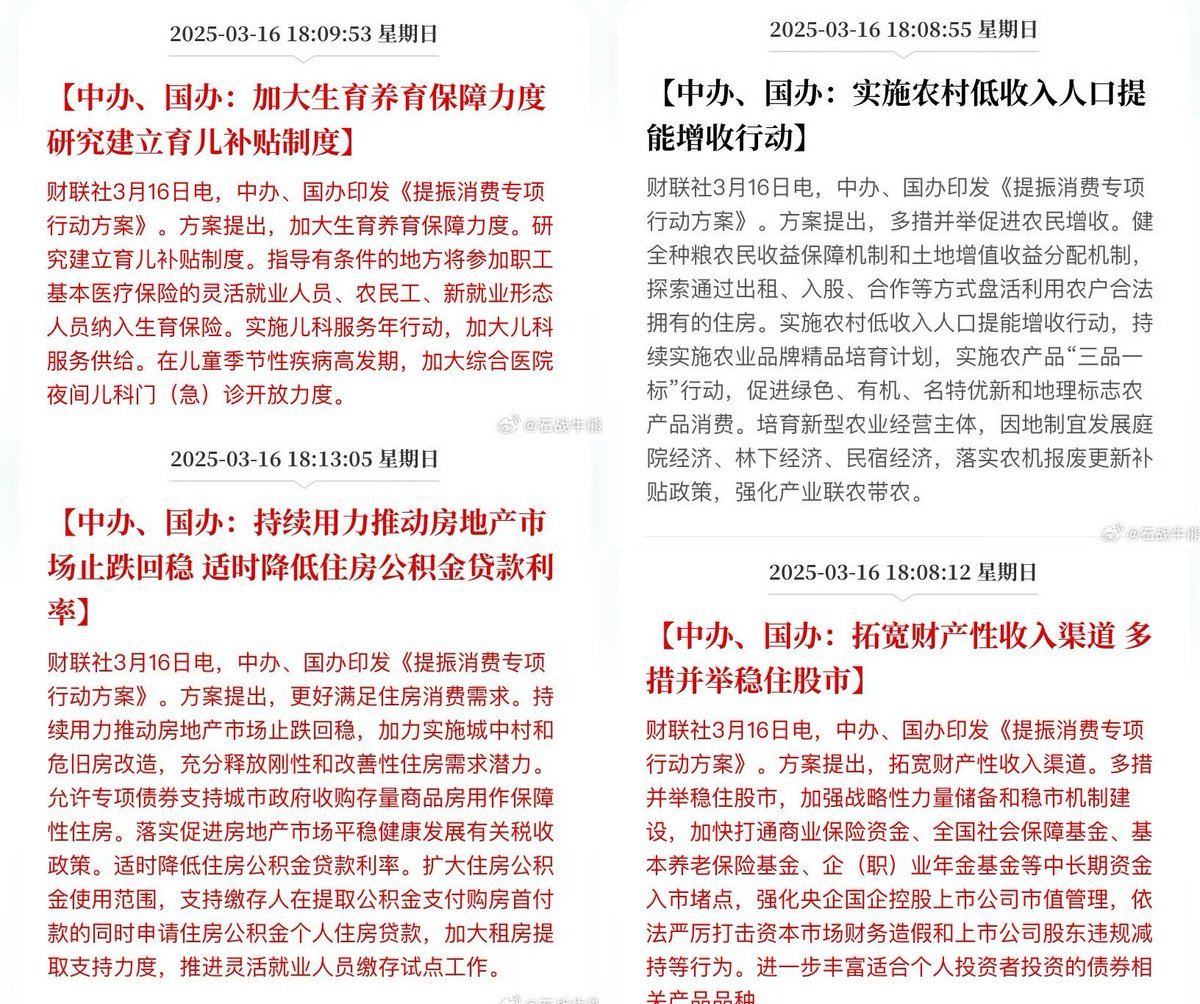 2025-03-16 18:09:53 星期日
【中办、国办：加大生育养育保障力度
研究建立育儿补贴制度】
财联社3月16日电，中办、国办印发《提振消费专项
行动方案》。方案提出，加大生育养育保障力度。研
究建立育儿补贴制度。指导有条件的地方将参加职工
基本医疗保险的灵活就业人员、农民工、新就业形态
人员纳入生育保险。实施儿科服务年行动，加大儿科
服务供给。在儿童季节性疾病高发期，加大综合医院
夜间儿科门（急）诊开放力度。
@石战牛熊
2025-03-16 18:13:05 星期日
【中办、国办：持续用力推动房地产市
场止跌回稳 适时降低住房公积金贷款利
率】
财联社3月16日电，中办、国办印发《提振消费专项
行动方案》。方案提出，更好满足住房消费需求。持
续用力推动房地产市场止跌回稳，加力实施城中村和
危旧房改造，充分释放刚性和改善性住房需求潜力。
允许专项债券支持城市政府收购存量商品房用作保障
性住房。落实促进房地产市场平稳健康发展有关税收
政策。适时降低住房公积金贷款利率。扩大住房公积
金使用范围，支持缴存人在提取公积金支付购房首付
款的同时申请住房公积金个人住房贷款，加大租房提
取支持力度，推进灵活就业人员缴存试点工作。
@石战牛熊
2025-03-16 18:08:55 星期日
【中办、国办：实施农村低收入人口提
能增收行动】
财联社3月16日电，中办、国办印发《提振消费专项
行动方案》。方案提出，多措并举促进农民增收。健
全种粮农民收益保障机制和土地增值收益分配机制，
探索通过出租、入股、合作等方式盘活利用农户合法
拥有的住房。实施农村低收入人口提能增收行动，持
续实施农业品牌精品培育计划，实施农产品“三品一
标”行动，促进绿色、有机、名特优新和地理标志农
产品消费。培育新型农业经营主体，因地制宜发展庭
院经济、林下经济、民宿经济，落实农机报废更新补
贴政策，强化产业联农带农。
@石战牛熊
2025-03-16 18:08:12 星期日
【中办、国办：拓宽财产性收入渠道 多
措并举稳住股市】
财联社3月16日电，中办、国办印发《提振消费专项
行动方案》。方案提出，拓宽财产性收入渠道。多措
并举稳住股市，加强战略性力量储备和稳市机制建
设，加快打通商业保险资金、全国社会保障基金、基
本养老保险基金、企（职）业年金基金等中长期资金
入市堵点，强化央企国企控股上市公司市值管理，依
法严厉打击资本市场财务造假和上市公司股东违规减
持等行为。进一步丰富适合个人投资者投资的债券相
关产品品种